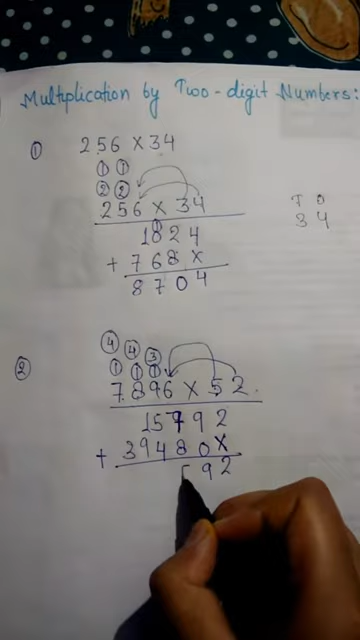 Multiplication by Two-digit Numbers:
① 256 × 34
① ①
② ②
256 × 34
T O
3 4
1824
+ 768×
8704
② ④ ④ ③
① ① ①
7896 × 52.
15792
+ 39480×
592